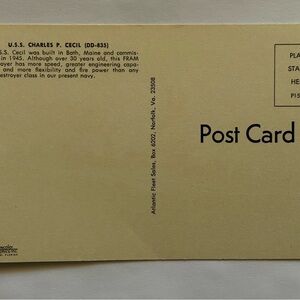 U.S.S. CHARLES P. CECIL (DD-835)
S.S. Cecil was built in Bath, Maine and commis-
in 1945. Although over 30 years old, this FRAM
oyer has more speed, greater engineering capa-
and more flexibility and fire power than any
estroyer class in our present navy.
Atlantic Fleet Sales, Box 6202, Norfolk, Va. 23508
Post Card
PLA
STA
HE
PIS
FLORIDA